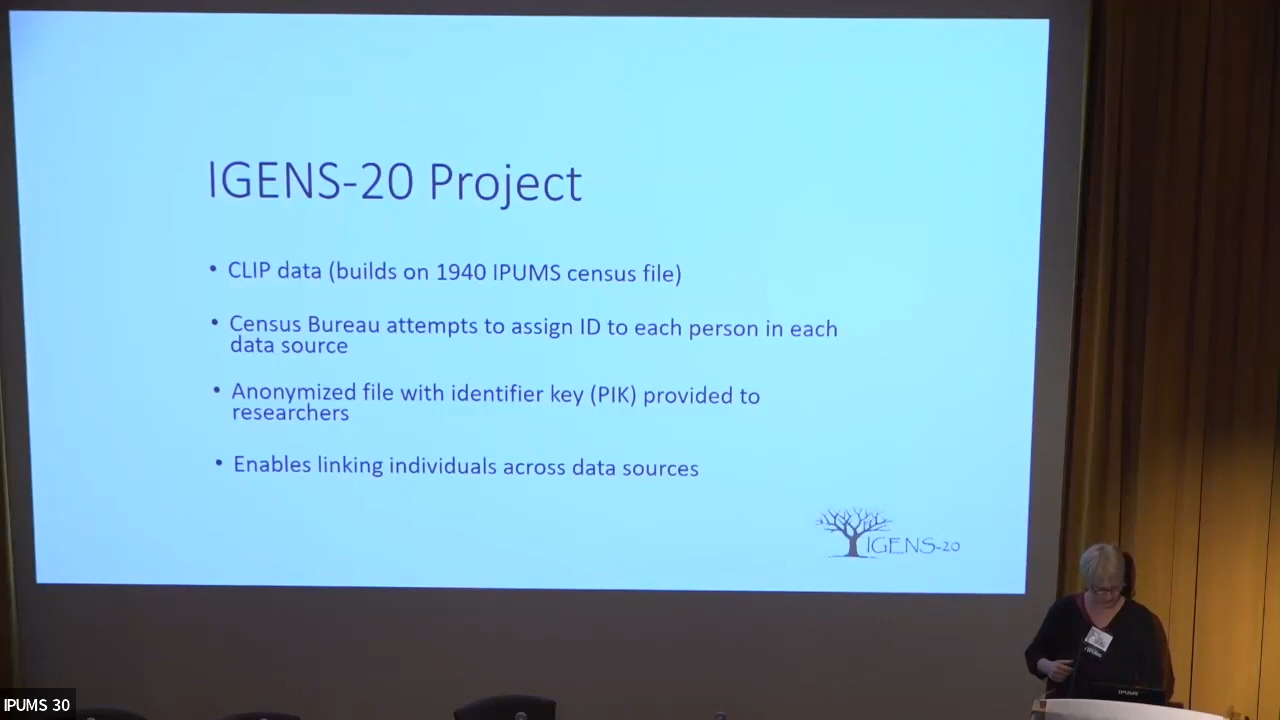 IGENS-20 Project
• CLIP data (builds on 1940 IPUMS census file)
• Census Bureau attempts to assign ID to each person in each
data source
• Anonymized file with identifier key (PIK) provided to
researchers
• Enables linking individuals across data sources
IGENS-20
IPUMS
IPUMS 30